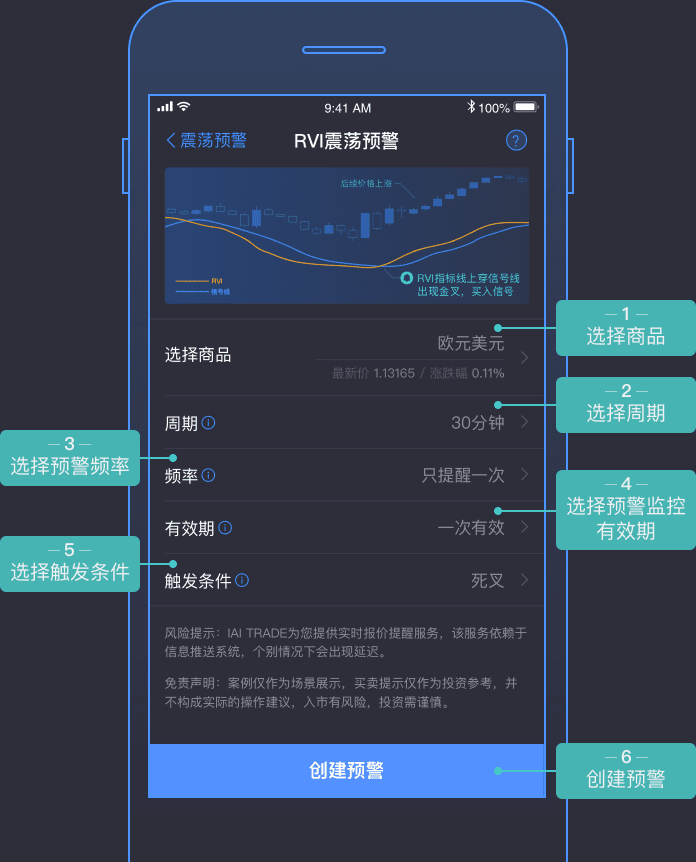 9:41 AM
100%
震荡预警
RVI震荡预警
?
后续价格上涨
RVI
信号线
RVI指标线上穿信号线
出现金叉，买入信号
— 1 —
选择商品
选择商品
欧元美元
最新价 1.13165 / 涨跌幅 0.11%
— 2 —
选择周期
周期
30分钟
— 3 —
选择预警频率
频率
只提醒一次
— 4 —
选择预警监控
有效期
有效期
一次有效
— 5 —
选择触发条件
触发条件
死叉
风险提示：IAI TRADE为您提供实时报价提醒服务，该服务依赖于
信息推送系统，个别情况下会出现延迟。
免责声明：案例仅作为场景展示，买卖提示仅作为投资参考，并
不构成实际的操作建议，入市有风险，投资需谨慎。
创建预警
— 6 —
创建预警